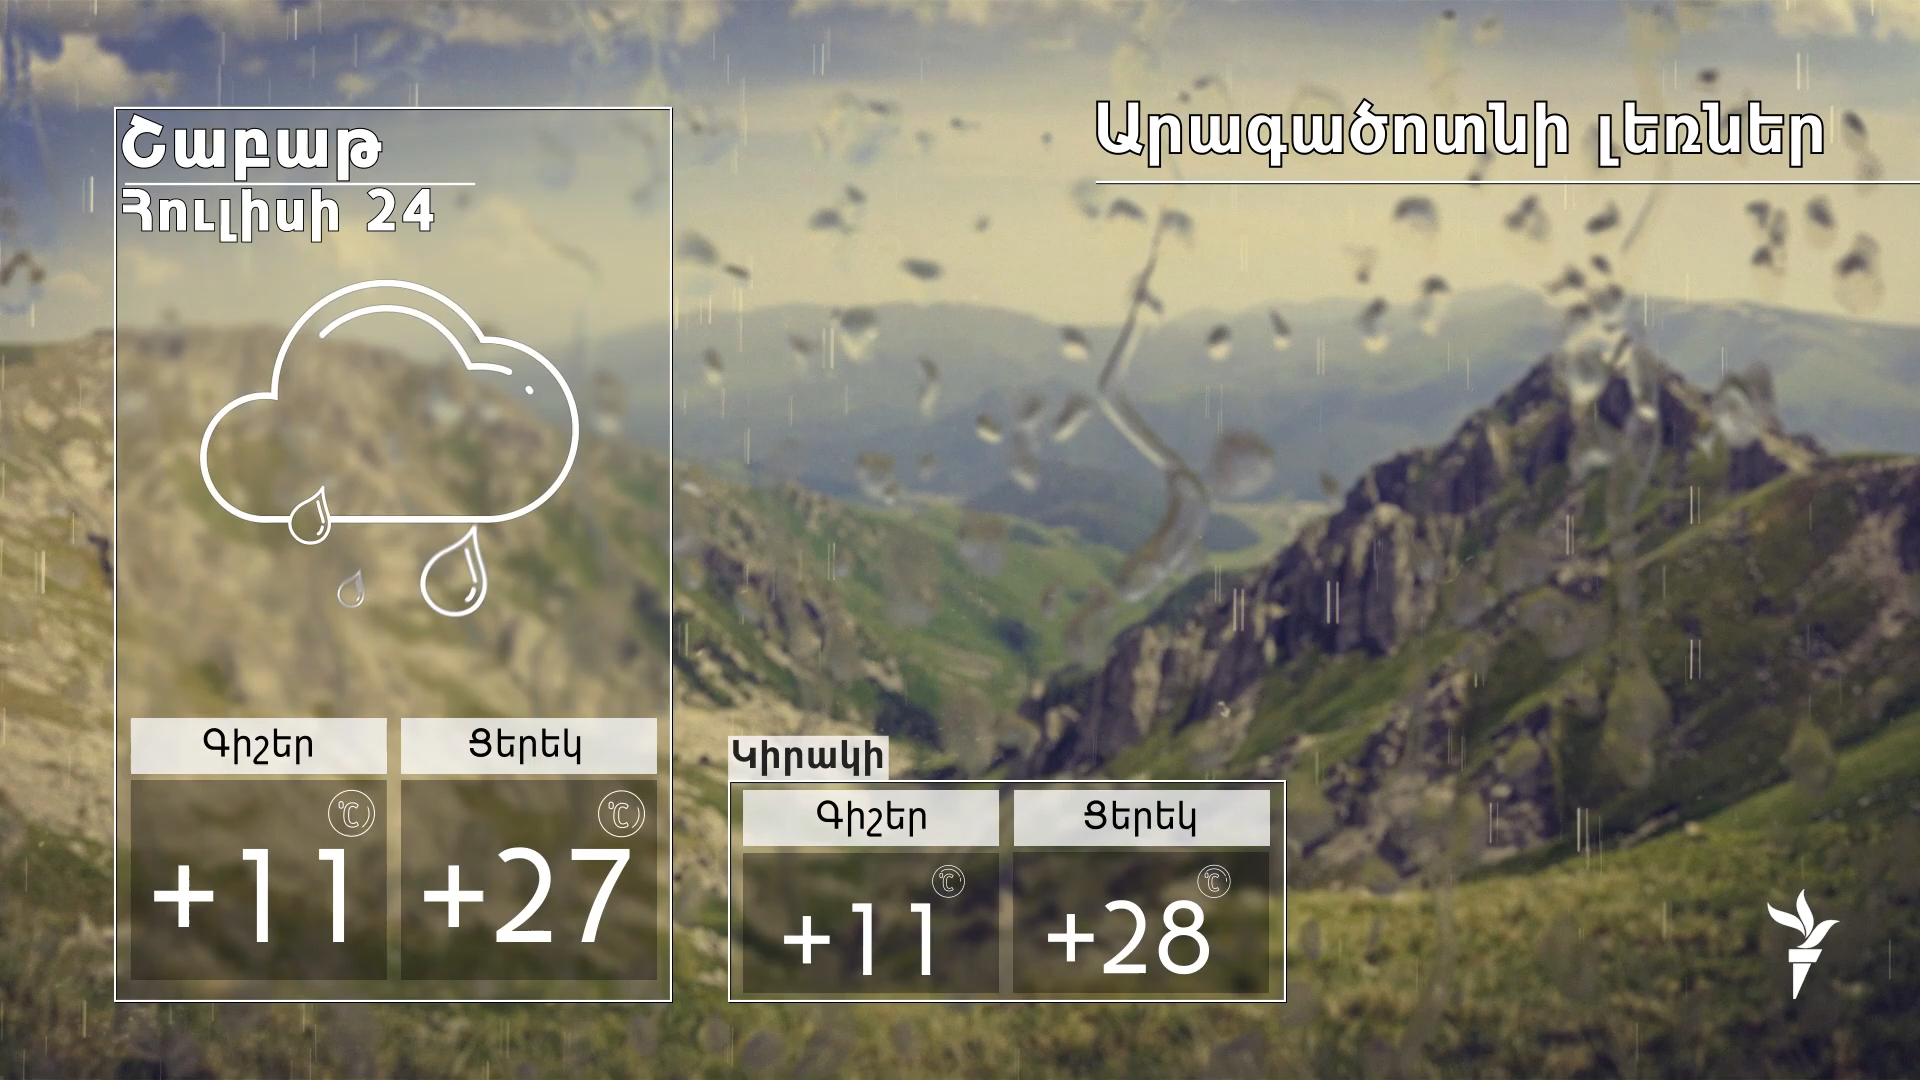 Շաբաթ
Հուլիսի 24
Արագածոտնի լեռներ
Գիշեր
Ցերեկ
℃
℃
+11
+27
Կիրակի
Գիշեր
Ցերեկ
℃
℃
+11
+28